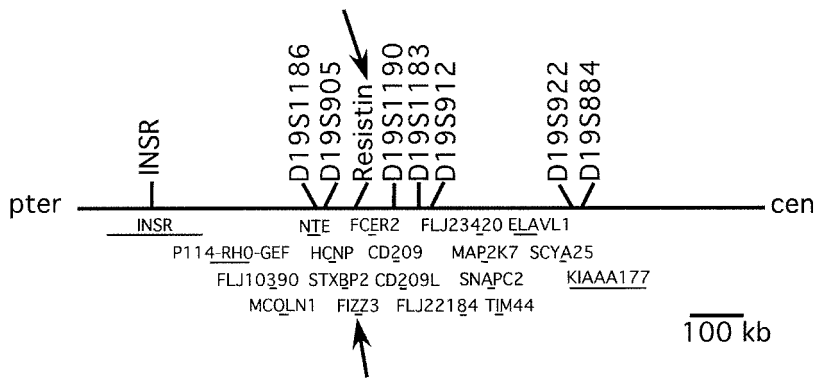 INSR D19S1186 D19S905 Resistin D19S1190 D19S1183 D19S912 D19S922 D19S884
pter cen
INSR NTE FCER2 FLJ23420 ELAVL1
P114-RHO-GEF HCNP CD209 MAP2K7 SCYA25
FLJ10390 STXBP2 CD209L SNAPC2 KIAAA177
MCOLN1 FIZZ3 FLJ22184 TIM44
100 kb